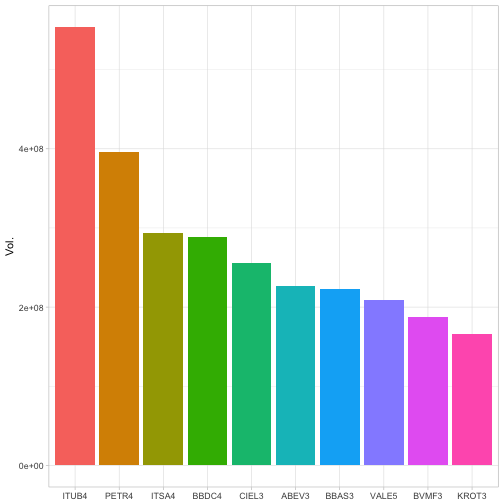 Vol.
4e+08
2e+08
0e+00
ITUB4 PETR4 ITSA4 BBDC4 CIEL3 ABEV3 BBAS3 VALE5 BVMF3 KROT3